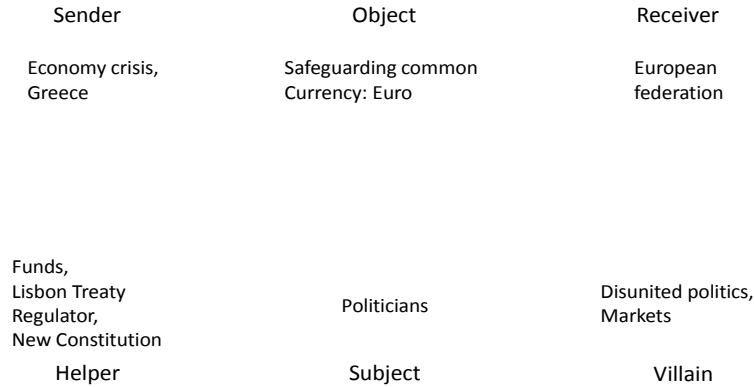 Sender
Object
Receiver
Economy crisis,
Greece
Safeguarding common
Currency: Euro
European
federation
Funds,
Lisbon Treaty
Regulator,
New Constitution
Politicians
Disunited politics,
Markets
Helper
Subject
Villain